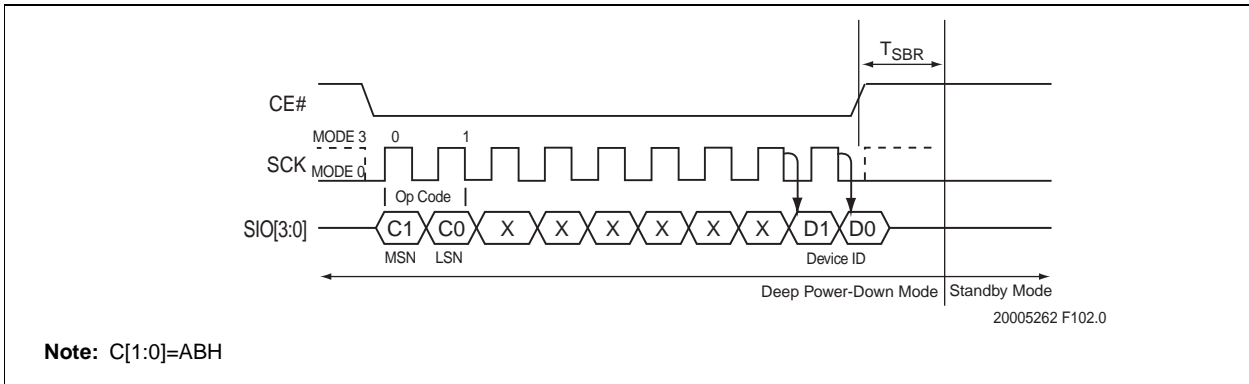 T_SBR
CE#
MODE 3 0 1
SCK
MODE 0
Op Code
SIO[3:0] C1 C0 X X X X X X D1 D0
MSN LSN Device ID
Deep Power-Down Mode Standby Mode
20005262 F102.0
Note: C[1:0]=ABH